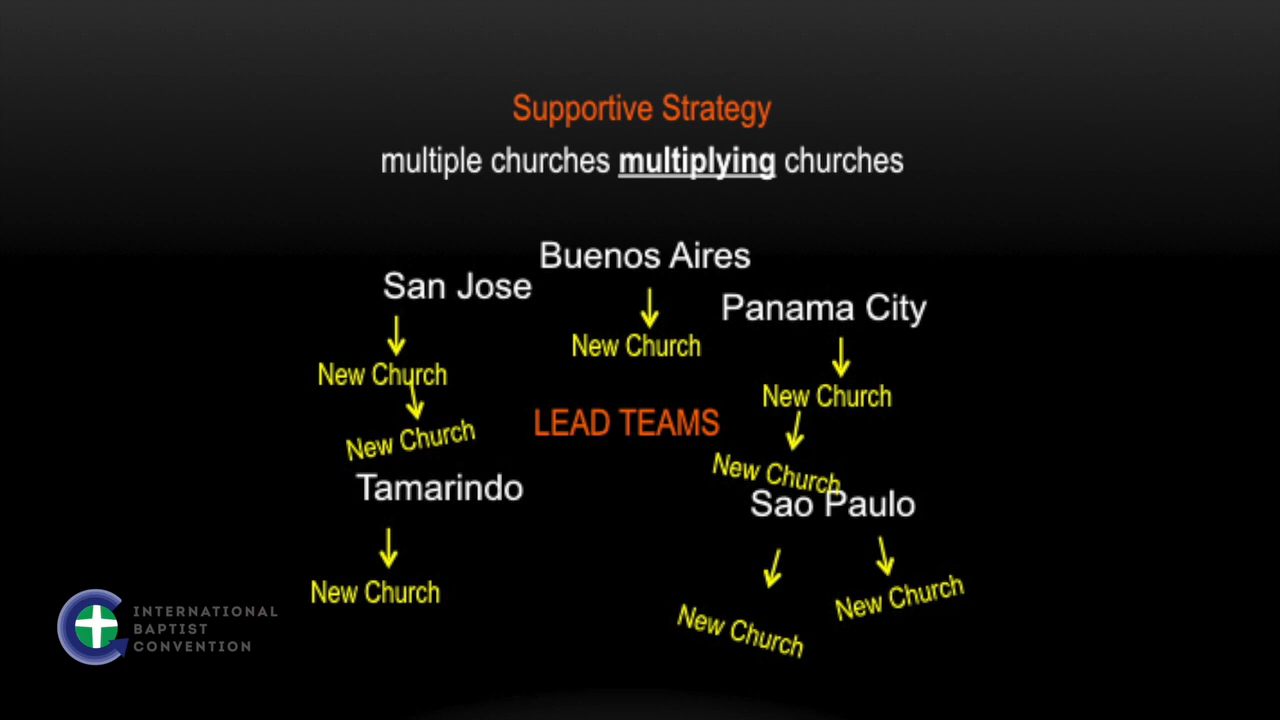 Supportive Strategy
multiple churches multiplying churches
Buenos Aires
San Jose
Panama City
New Church
New Church
New Church
LEAD TEAMS
New Church
New Church
Tamarindo
Sao Paulo
New Church
New Church
New Church
INTERNATIONAL
BAPTIST
CONVENTION